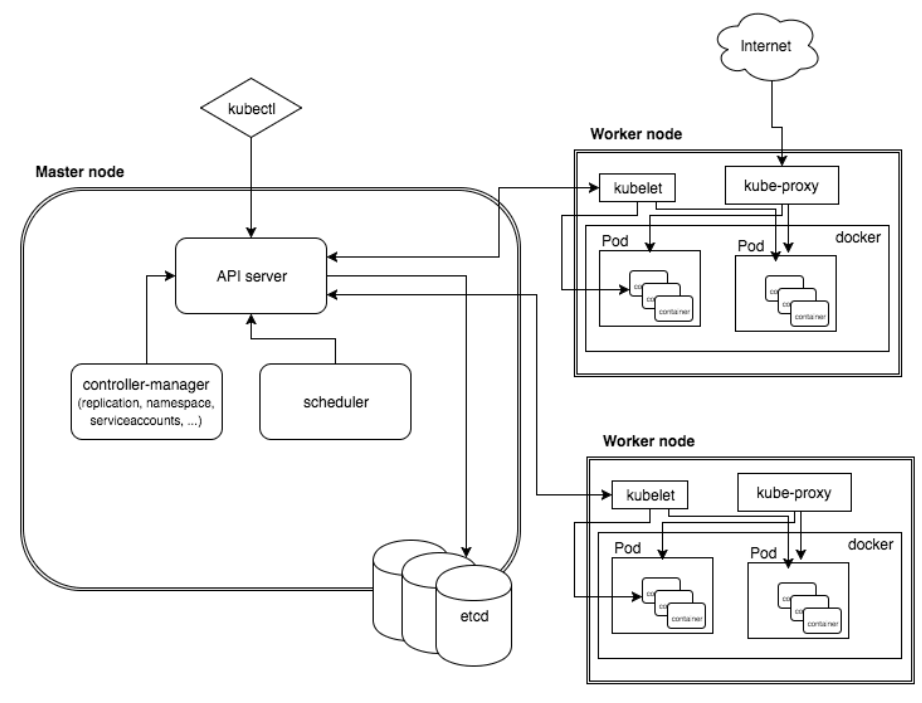 Internet
kubectl
Worker node
Master node
kubelet
kube-proxy
docker
Pod
Pod
API server
container
container
controller-manager
(replication, namespace,
serviceaccounts, ...)
scheduler
Worker node
kubelet
kube-proxy
docker
Pod
Pod
container
container
etcd